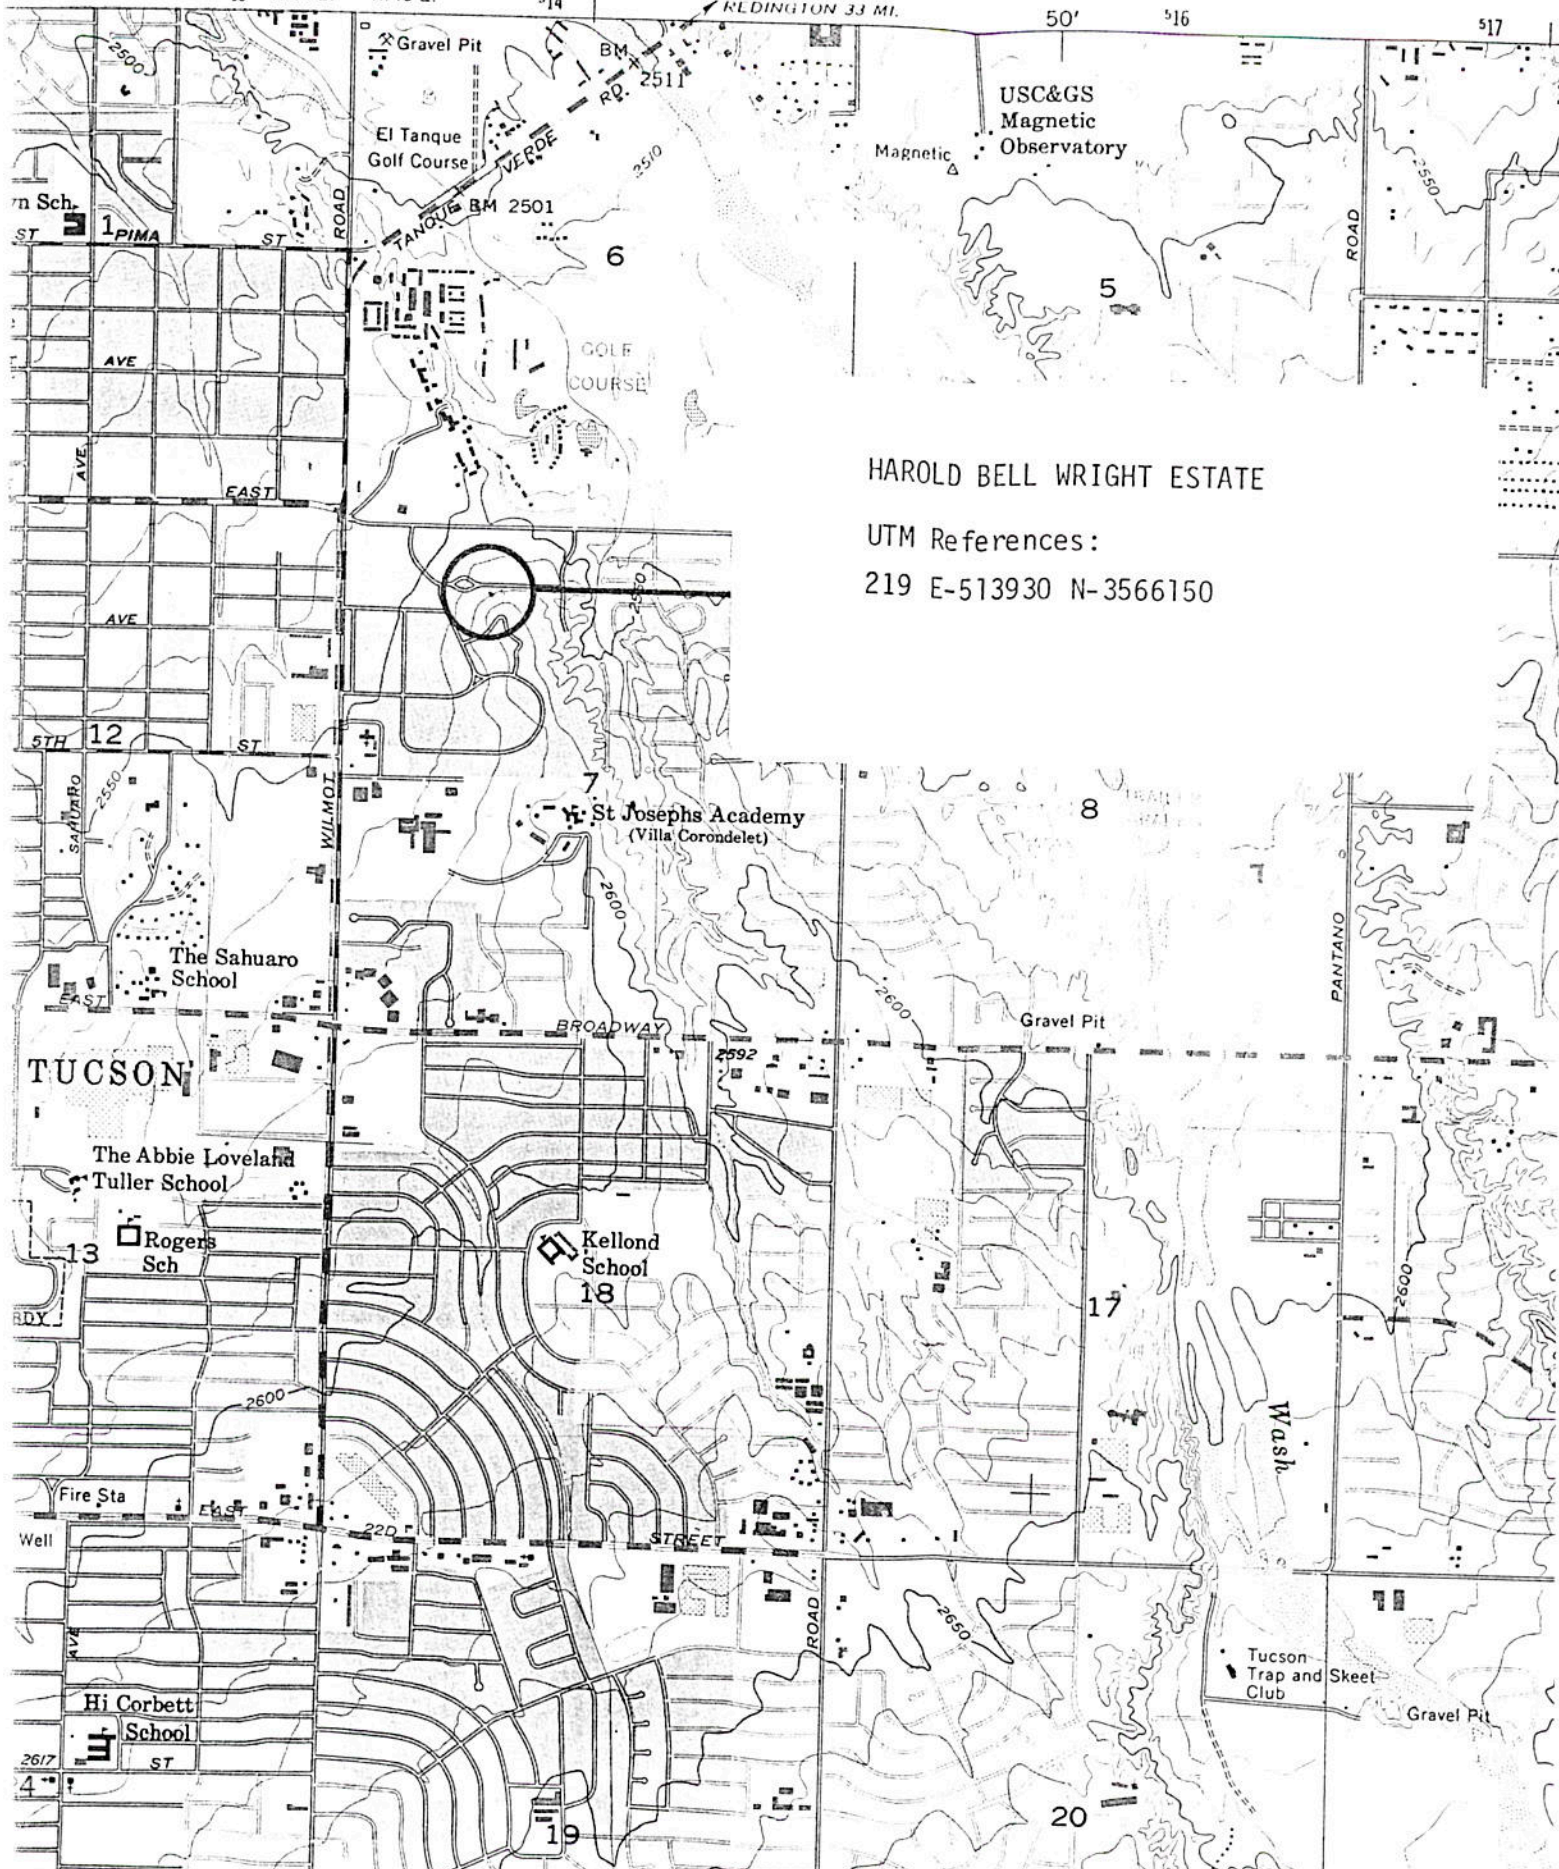 514
REDINGTON 33 MI.
50'
516
517
2500
Gravel Pit
BM
2511
RD
USC&GS
Magnetic
Observatory
El Tanque
Golf Course
VERDE
2510
Magnetic
2550
ROAD
BM 2501
TANQUE
ROAD
yn Sch
ST
1
PIMA
ST
6
5
AVE
GOLF
COURSE
AVE
EAST
HAROLD BELL WRIGHT ESTATE
UTM References:
219 E-513930 N-3566150
2550
AVE
5TH
12
ST
7
8
SAHUARO
2550
WILMOT
St Josephs Academy
(Villa Corondelet)
2600
PANTANO
The Sahuaro
School
EAST
2600
BROADWAY
Gravel Pit
2592
TUCSON
The Abbie Loveland
Tuller School
13
Rogers
Sch
Kellond
School
18
17
2600
BDY
2600
Wash
Fire Sta
EAST
22D
STREET
Well
2650
ROAD
AVE
Tucson
Trap and Skeet
Club
Gravel Pit
Hi Corbett
School
2617
ST
4
19
20